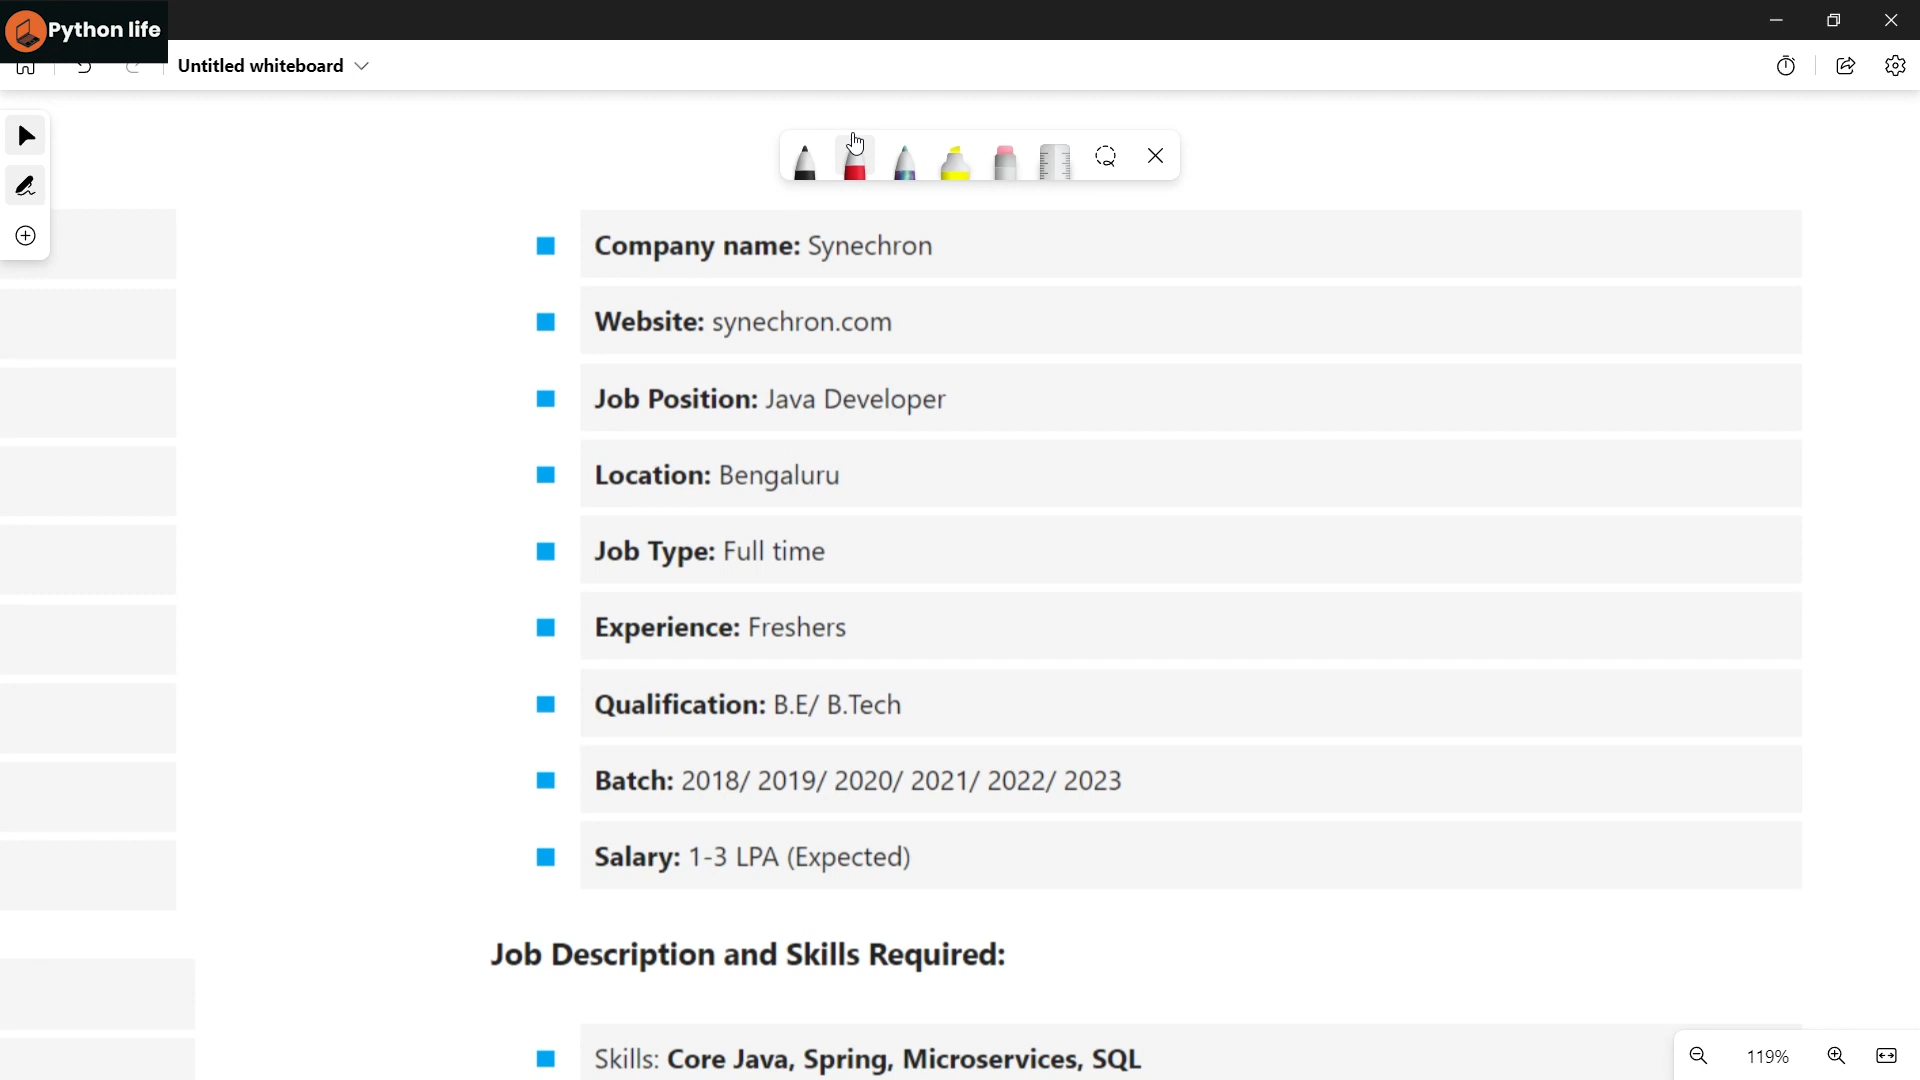 Python life
Untitled whiteboard
Company name: Synechron
Website: synechron.com
Job Position: Java Developer
Location: Bengaluru
Job Type: Full time
Experience: Freshers
Qualification: B.E/ B.Tech
Batch: 2018/ 2019/ 2020/ 2021/ 2022/ 2023
Salary: 1-3 LPA (Expected)
Job Description and Skills Required:
Skills: Core Java, Spring, Microservices, SQL
119%